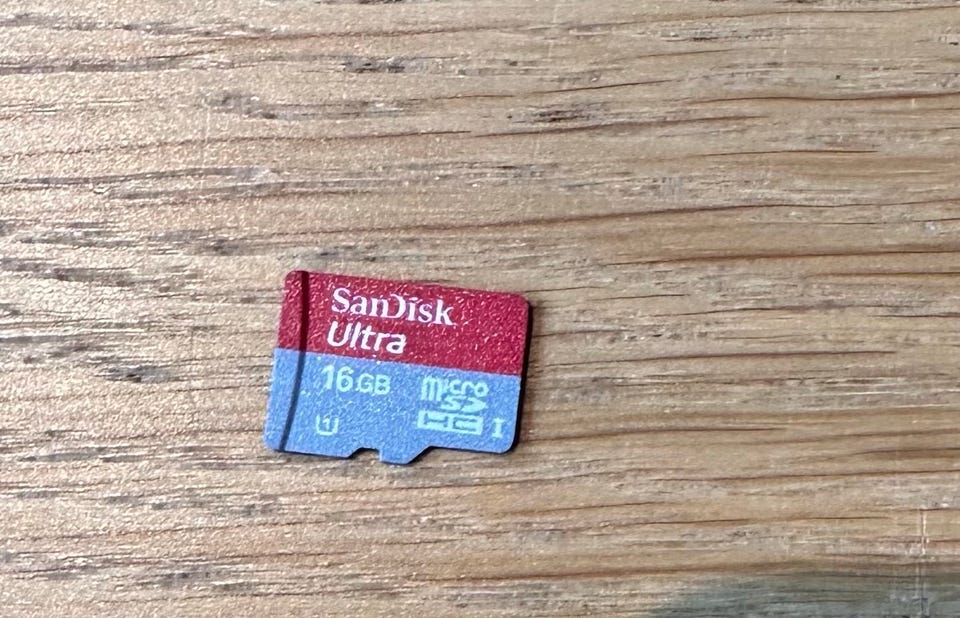 SanDisk
Ultra
16GB
micro
SD
HC I
1